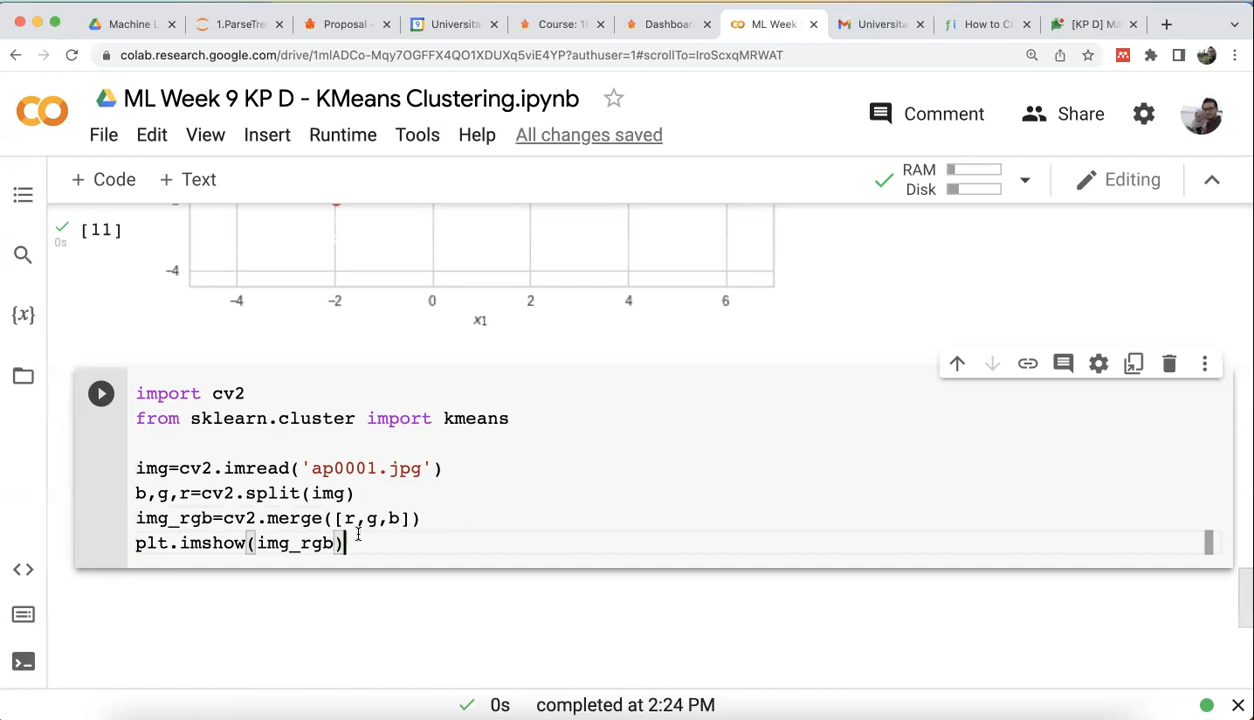 Machine L
1.ParseTre
Proposal -
Universita
Course: 16
Dashboar
ML Week
Universita
How to C
[KP D] Ma
colab.research.google.com/drive/1mlADCo-Mqy7OGFFX4QO1XDUXq5viE4YP?authuser=1#scrollTo=IroScxqMRWAT
ML Week 9 KP D - KMeans Clustering.ipynb
Comment
Share
File Edit View Insert Runtime Tools Help All changes saved
+ Code + Text
RAM
Disk
Editing
[11]
0s
-4
-4 -2 0 2 4 6
x1
import cv2
from sklearn.cluster import kmeans
img=cv2.imread('ap0001.jpg')
b,g,r=cv2.split(img)
img_rgb=cv2.merge([r,g,b])
plt.imshow(img_rgb)
0s completed at 2:24 PM